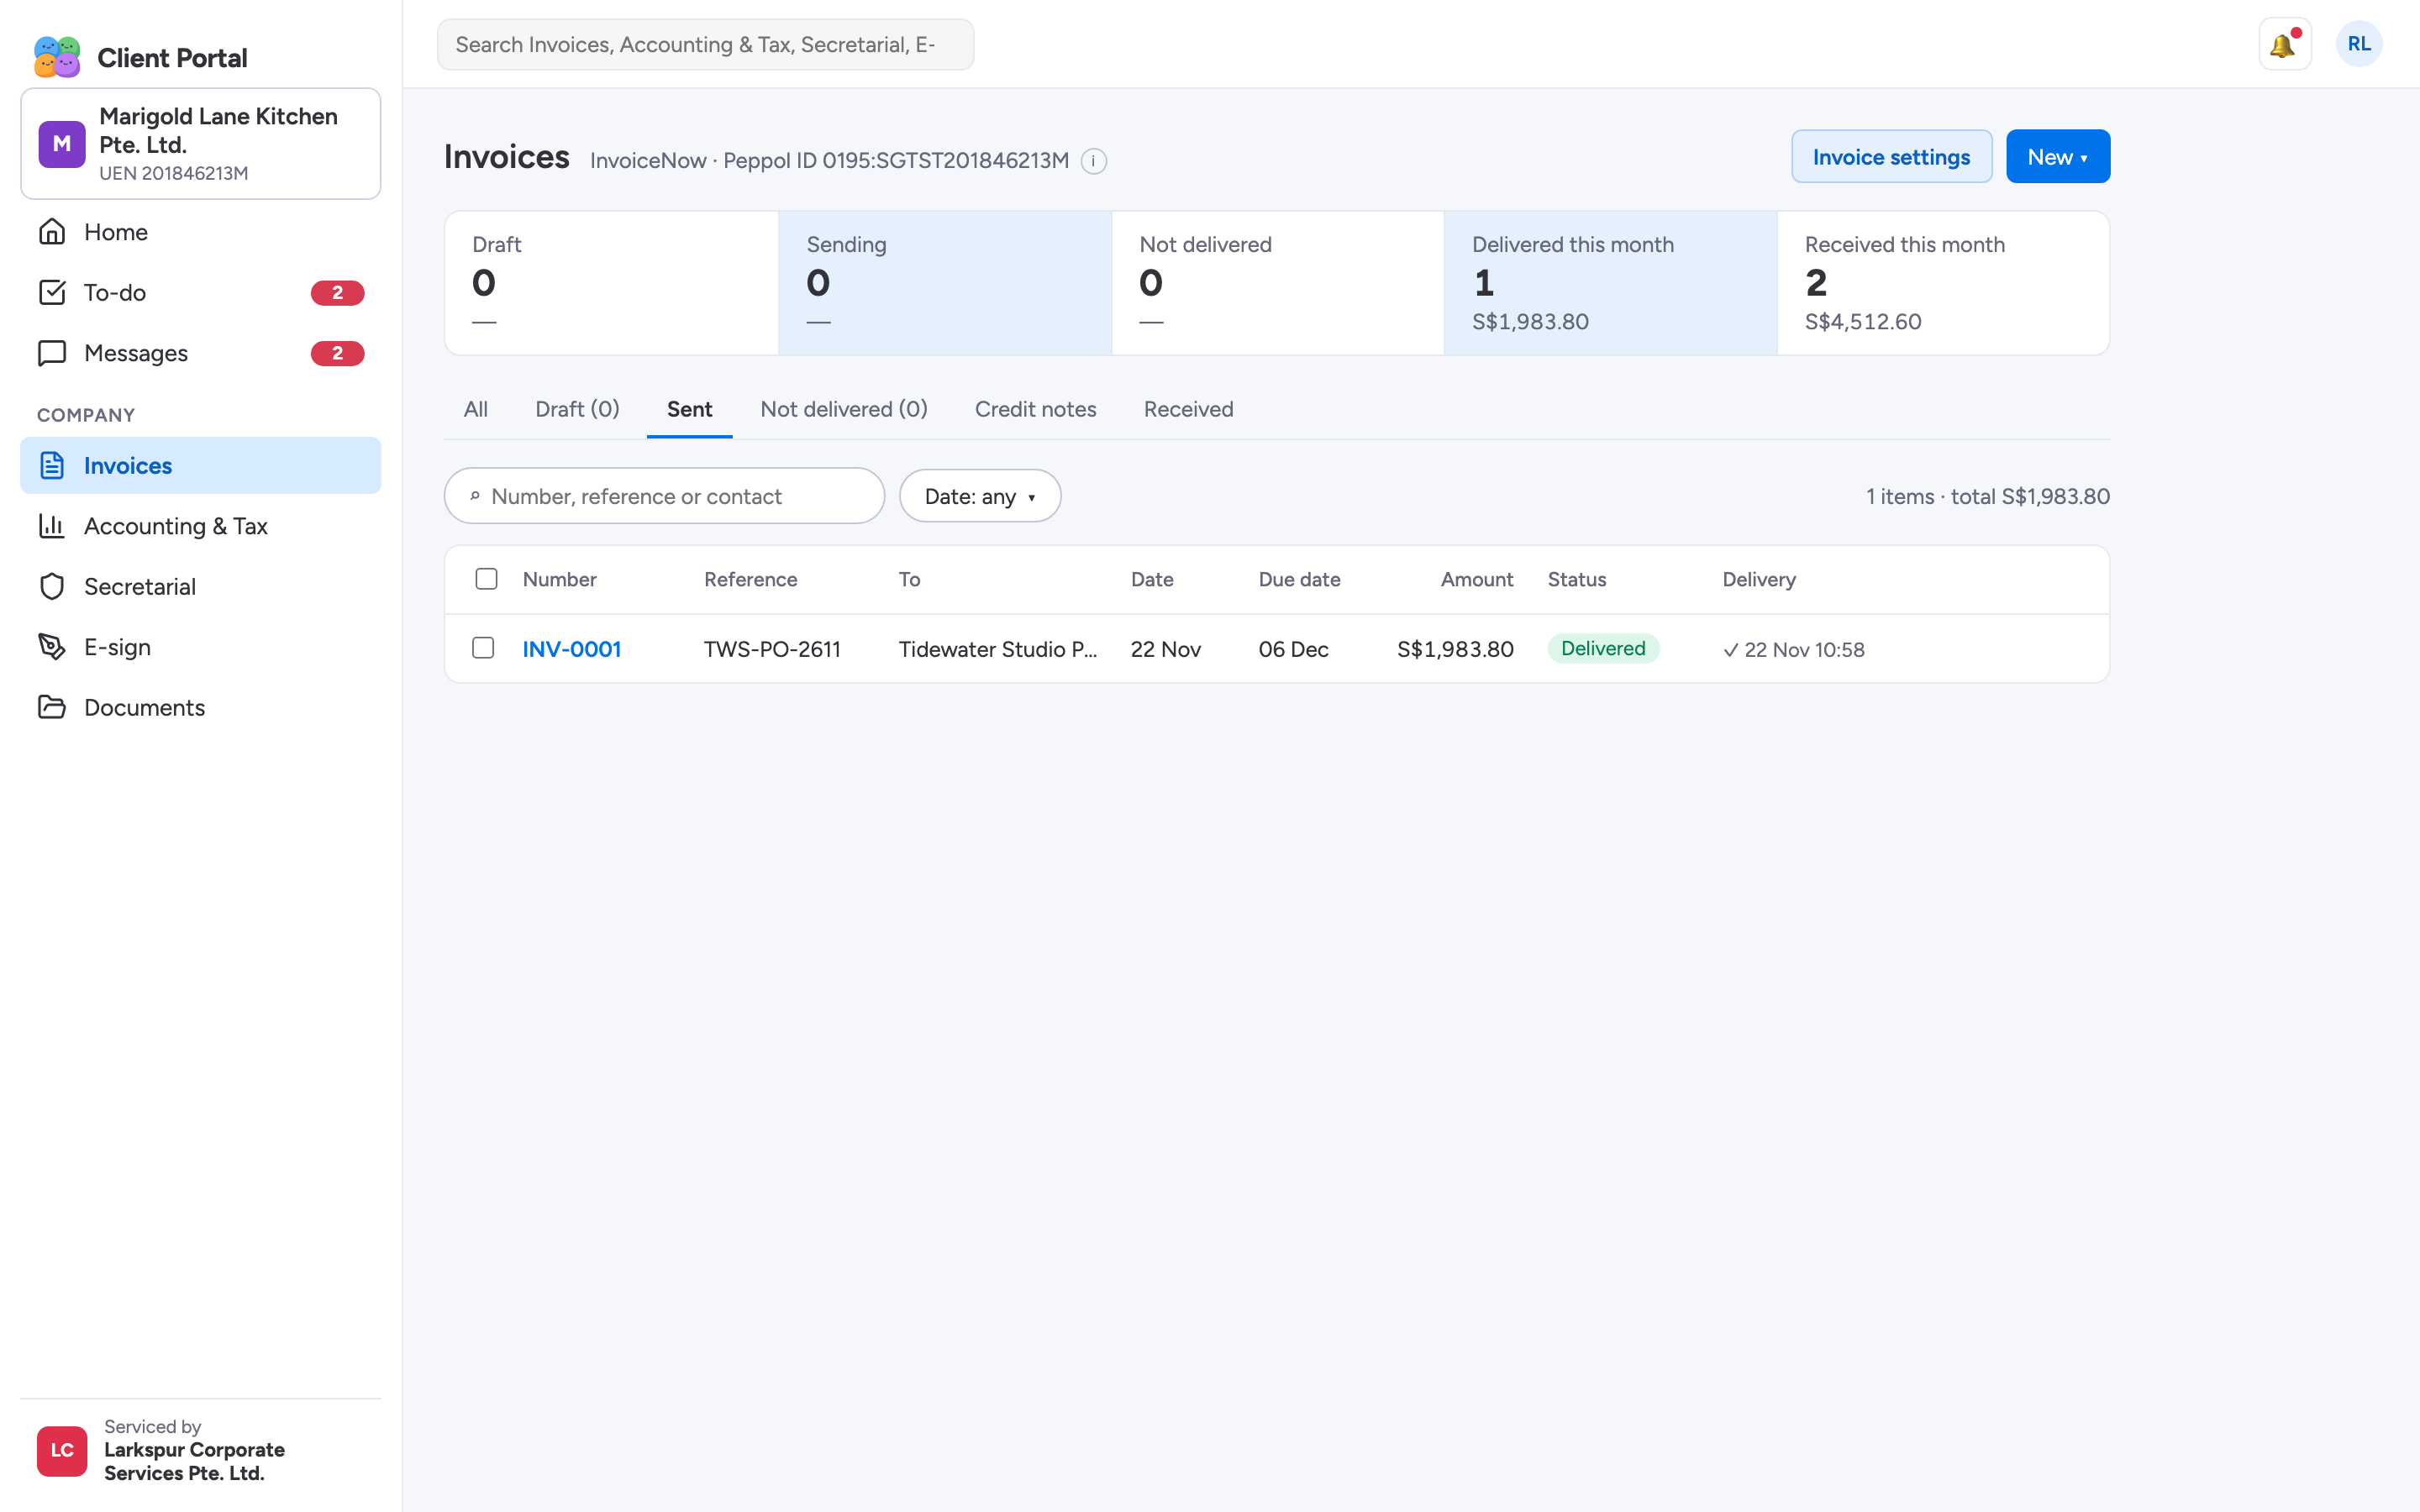 Client Portal
M
Marigold Lane Kitchen
Pte. Ltd.
UEN 201846213M
Home
To-do 2
Messages 2
COMPANY
Invoices
Accounting & Tax
Secretarial
E-sign
Documents
LC
Serviced by
Larkspur Corporate
Services Pte. Ltd.
Search Invoices, Accounting & Tax, Secretarial, E-
RL
Invoices InvoiceNow · Peppol ID 0195:SGTST201846213M i
Invoice settings New ▾
Draft
0
—
Sending
0
—
Not delivered
0
—
Delivered this month
1
S$1,983.80
Received this month
2
S$4,512.60
All Draft (0) Sent Not delivered (0) Credit notes Received
Number, reference or contact Date: any ▾ 1 items · total S$1,983.80
Number Reference To Date Due date Amount Status Delivery
INV-0001 TWS-PO-2611 Tidewater Studio P... 22 Nov 06 Dec S$1,983.80 Delivered ✓ 22 Nov 10:58